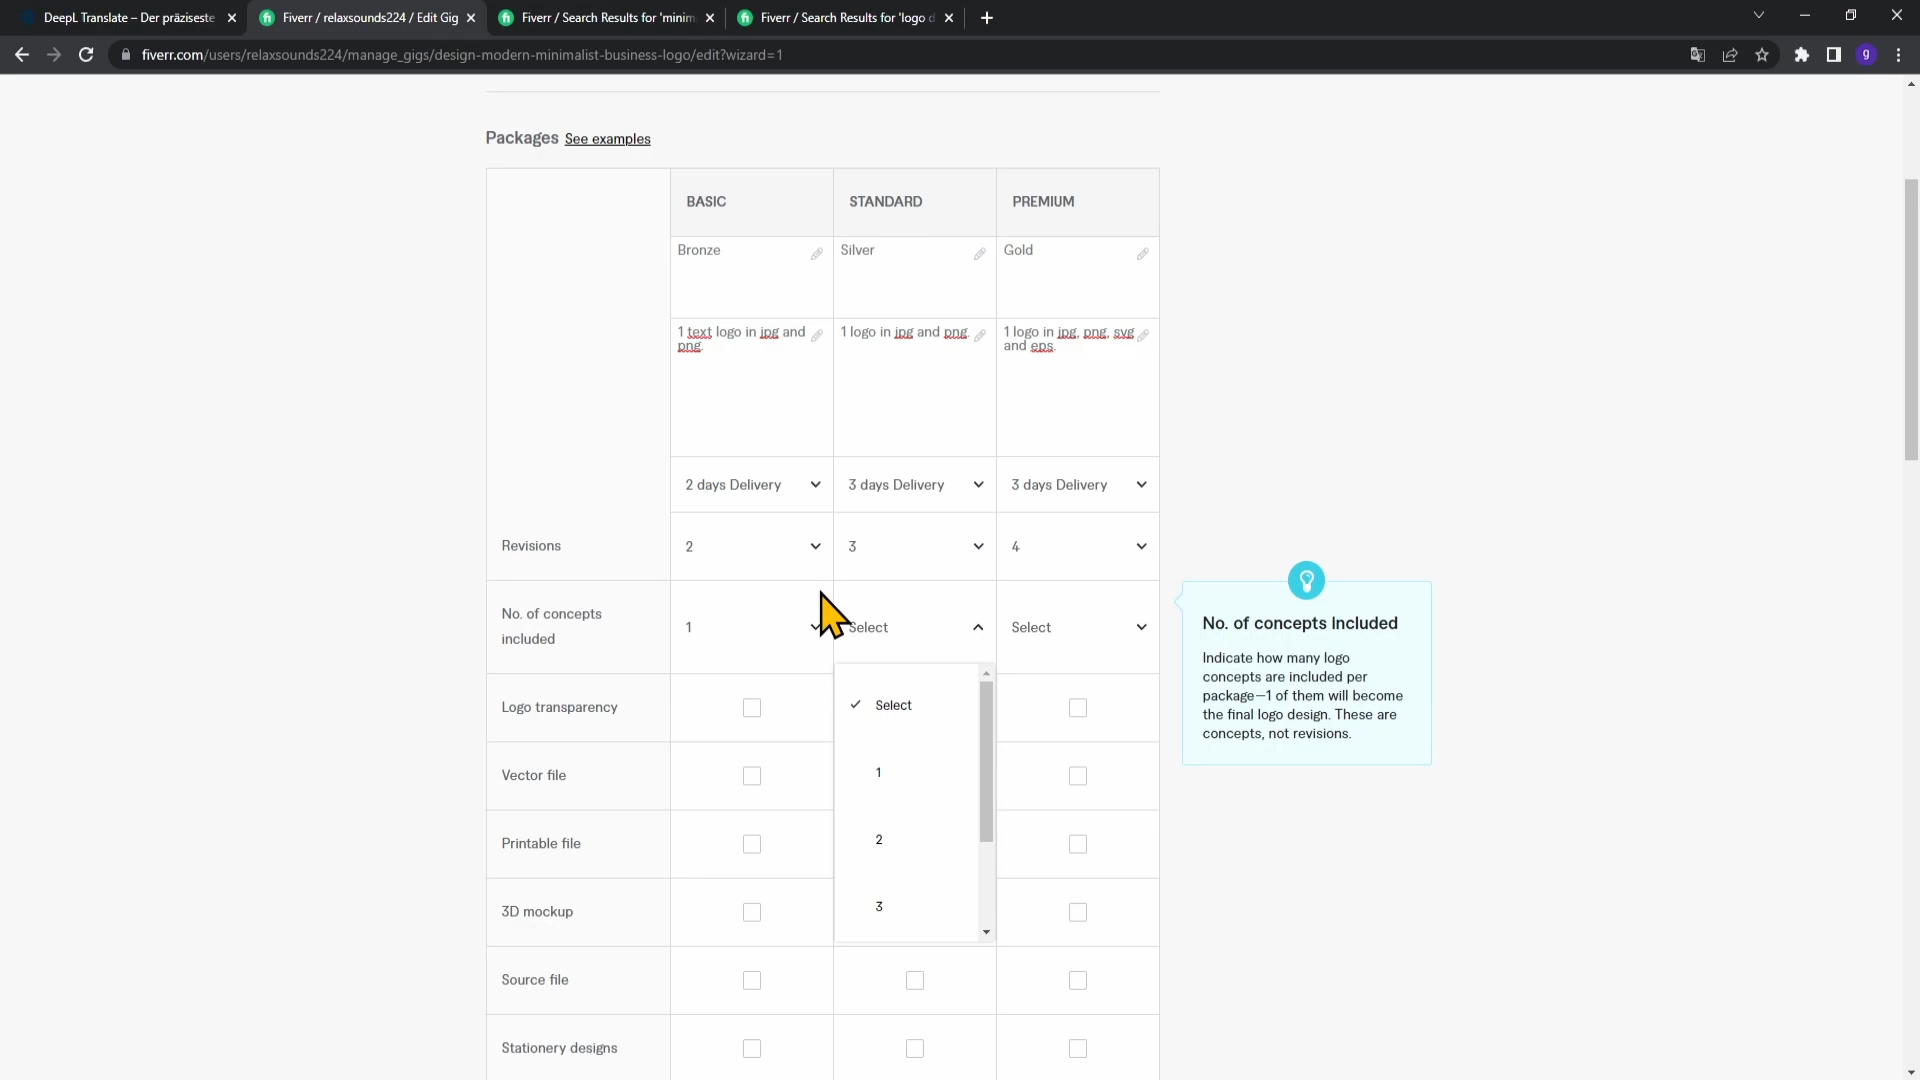 DeepL Translate – Der präziseste
Fiverr / relaxsounds224 / Edit Gig
Fiverr / Search Results for 'minim
Fiverr / Search Results for 'logo d
fiverr.com/users/relaxsounds224/manage_gigs/design-modern-minimalist-business-logo/edit?wizard=1
g
Packages See examples
BASIC STANDARD PREMIUM
Bronze Silver Gold
1 text logo in jpg and png.
1 logo in jpg and png.
1 logo in jpg, png, svg and eps.
2 days Delivery 3 days Delivery 3 days Delivery
Revisions 2 3 4
No. of concepts
included
1 Select Select
Select
1
2
3
Logo transparency
Vector file
Printable file
3D mockup
Source file
Stationery designs
No. of concepts Included
Indicate how many logo
concepts are included per
package—1 of them will become
the final logo design. These are
concepts, not revisions.